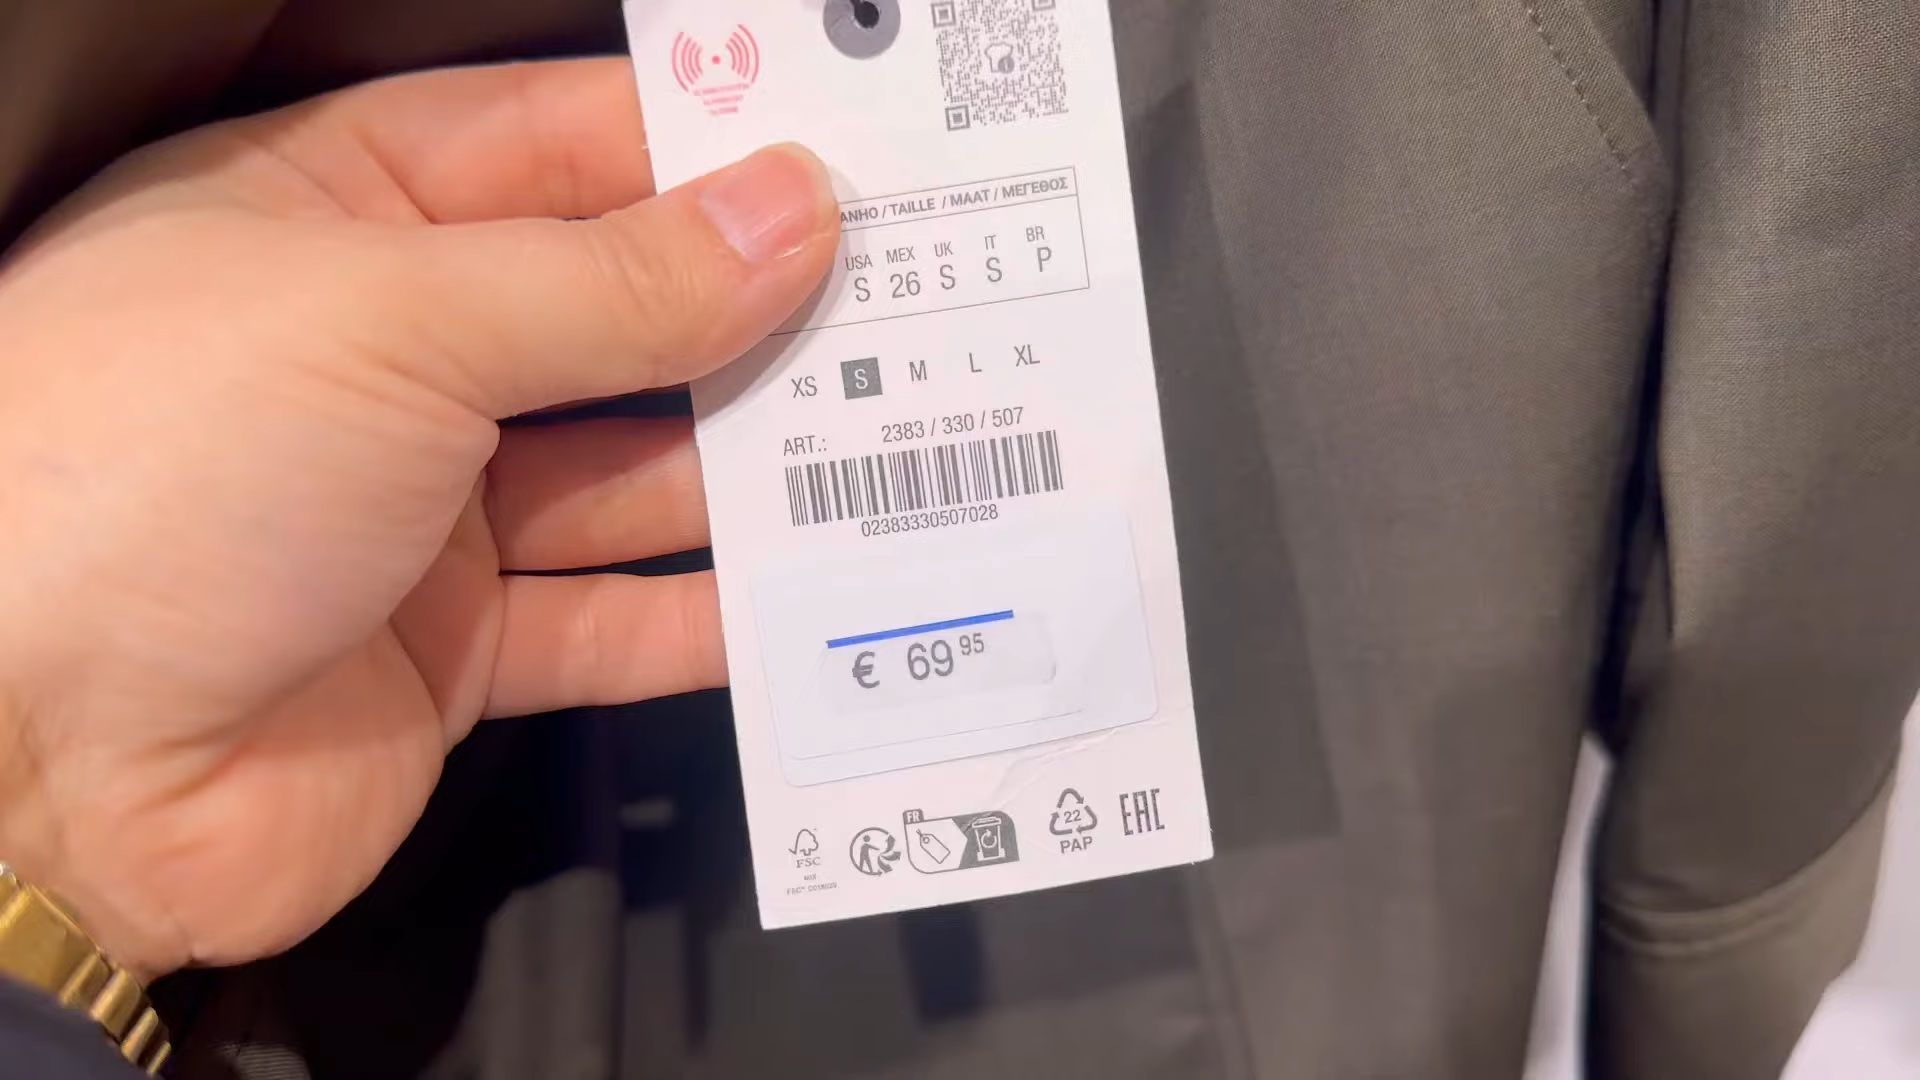 ΑΝΗΟ / TAILLE / MAAT / ΜΕΓΕΘΟΣ
USA MEX UK IT BR
S 26 S S P
XS S M L XL
ART.: 2383 / 330 / 507
02383330507028
€ 69 95
FR
FSC
22
PAP
EAC